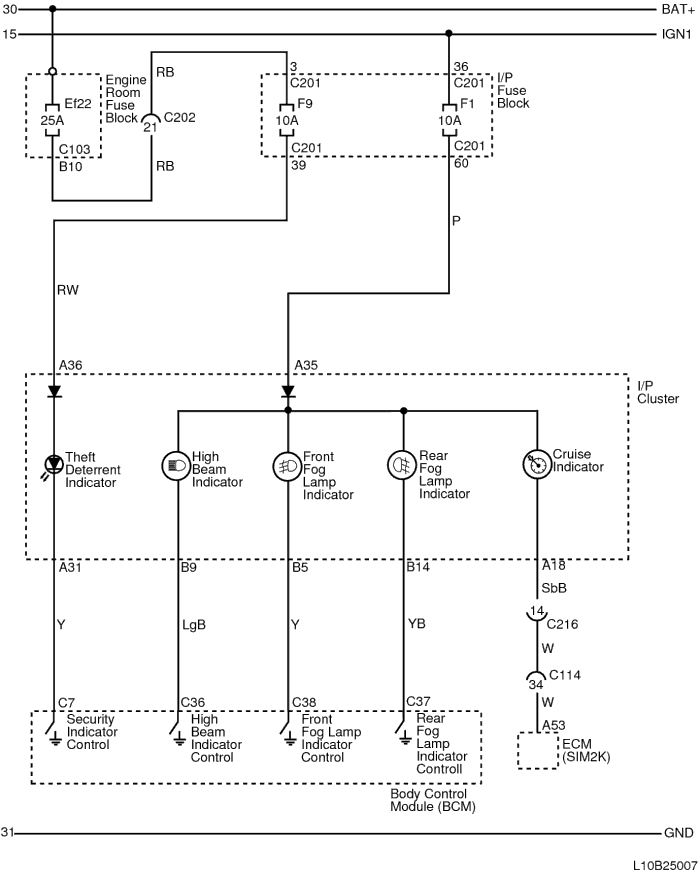 30 BAT+
15 IGN1
Engine
Room
Fuse
Block
Ef22
25A
C103
B10
RB
21
C202
RB
3
C201
F9
10A
C201
39
36
C201
F1
10A
C201
60
I/P
Fuse
Block
P
RW
A36
A35
I/P
Cluster
Theft
Deterrent
Indicator
High
Beam
Indicator
Front
Fog
Lamp
Indicator
Rear
Fog
Lamp
Indicator
Cruise
Indicator
A31
B9
B5
B14
A18
SbB
Y
LgB
Y
YB
14
C216
W
C114
34
W
A53
C7
C36
C38
C37
Security
Indicator
Control
High
Beam
Indicator
Control
Front
Fog Lamp
Indicator
Control
Rear
Fog
Lamp
Indicator
Controll
ECM
(SIM2K)
Body Control
Module (BCM)
31 GND
L10B25007